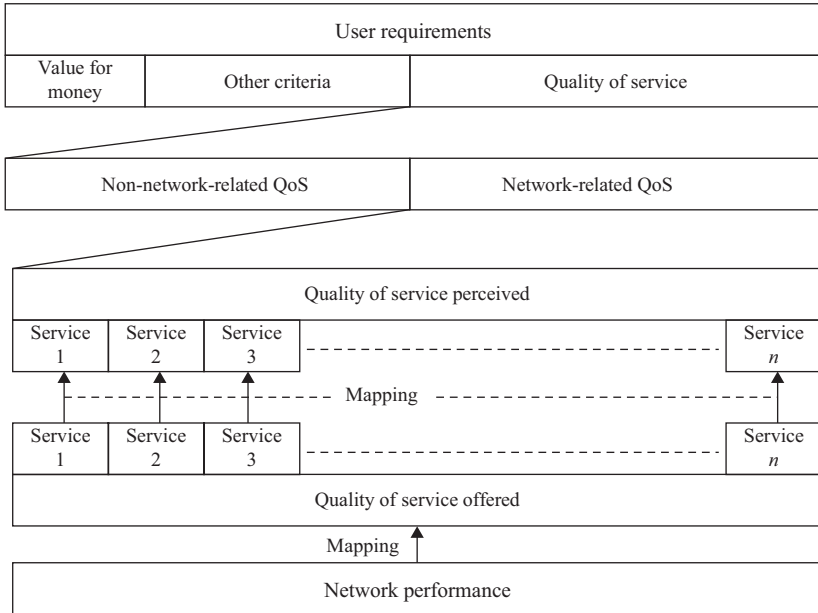 User requirements
Value for
money
Other criteria
Quality of service
Non-network-related QoS
Network-related QoS
Quality of service perceived
Service
1
Service
2
Service
3
Service
n
Mapping
Service
1
Service
2
Service
3
Service
n
Quality of service offered
Mapping
Network performance